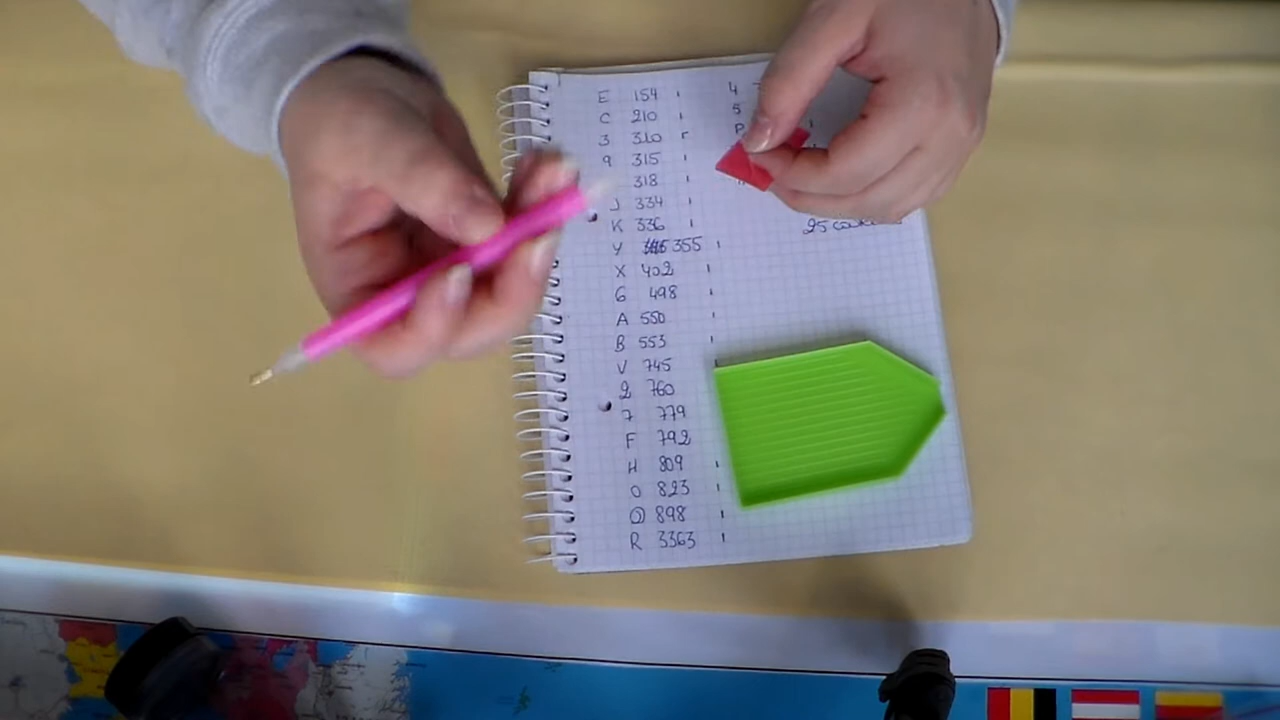 E 154 ı
C 210 ı
3 310 r
9 315 ı
318 ı
J 334 ı
K 336 ı
Y 355 ı
X 402 ı
G 498 ı
A 550 ı
B 553
V 745 ı
2 760
7 779
F 792
H 809 ı
O 823 ı
898 ı
R 3363 ı
4
5
P
25